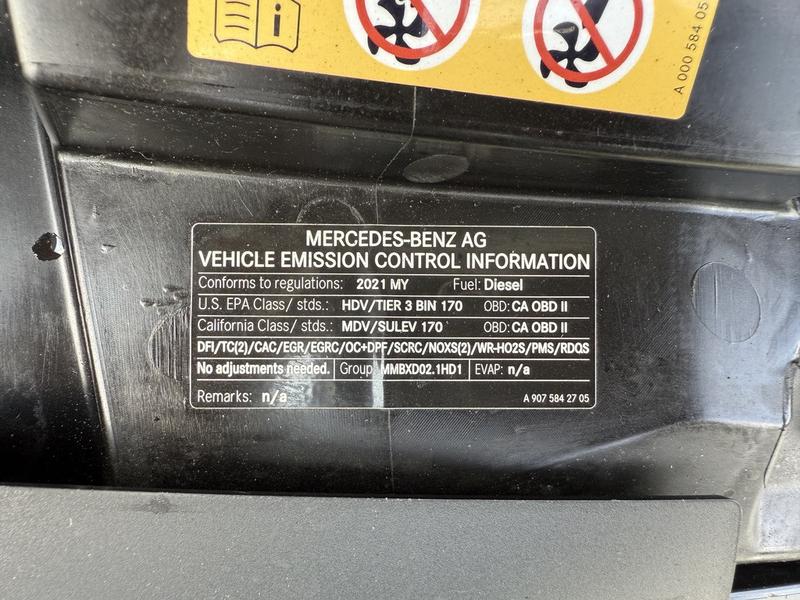 A 000 584 05
MERCEDES-BENZ AG
VEHICLE EMISSION CONTROL INFORMATION
Conforms to regulations: 2021 MY Fuel: Diesel
U.S. EPA Class/ stds.: HDV/TIER 3 BIN 170 OBD: CA OBD II
California Class/ stds.: MDV/SULEV 170 OBD: CA OBD II
DFI/TC(2)/CAC/EGR/EGRC/OC+DPF/SCRC/NOXS(2)/WR-HO2S/PMS/RDQS
No adjustments needed. Group: MMBXD02.1HD1 EVAP: n/a
Remarks: n/a A 907 584 27 05